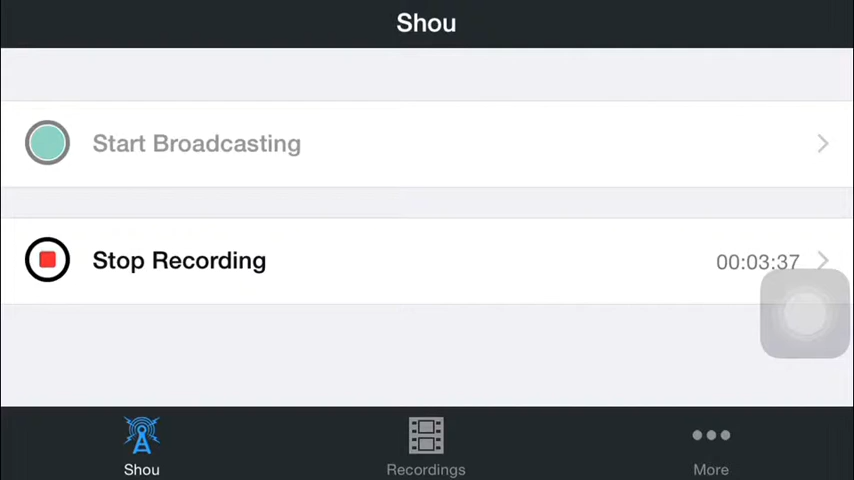 Shou
Start Broadcasting
Stop Recording
00:03:37
Shou
Recordings
More